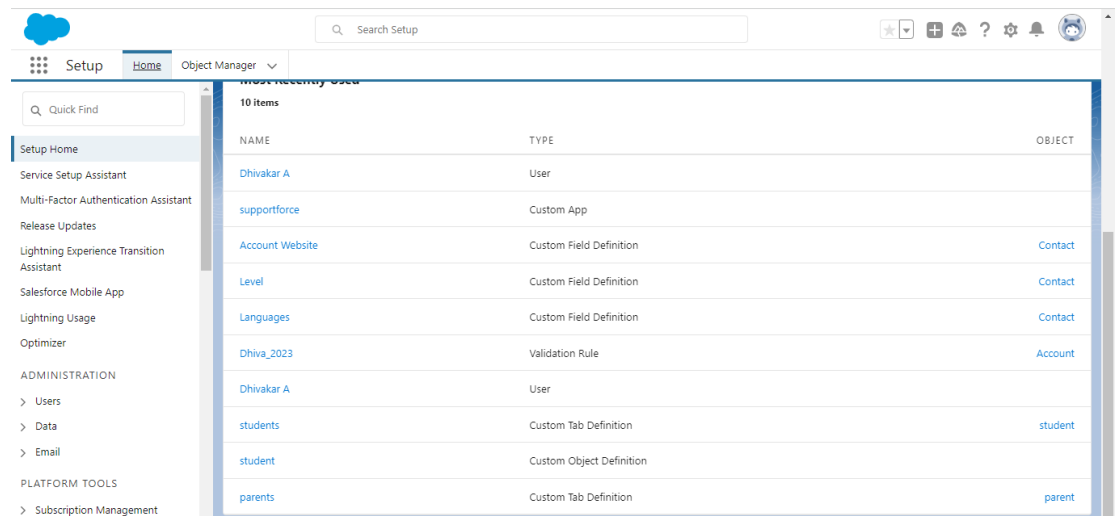 Search Setup
Setup
Home
Object Manager
Quick Find
Setup Home
Service Setup Assistant
Multi-Factor Authentication Assistant
Release Updates
Lightning Experience Transition
Assistant
Salesforce Mobile App
Lightning Usage
Optimizer
ADMINISTRATION
Users
Data
Email
PLATFORM TOOLS
Subscription Management
Most Recently Used
10 items
NAME TYPE OBJECT
Dhivakar A User
supportforce Custom App
Account Website Custom Field Definition Contact
Level Custom Field Definition Contact
Languages Custom Field Definition Contact
Dhiva_2023 Validation Rule Account
Dhivakar A User
students Custom Tab Definition student
student Custom Object Definition
parents Custom Tab Definition parent